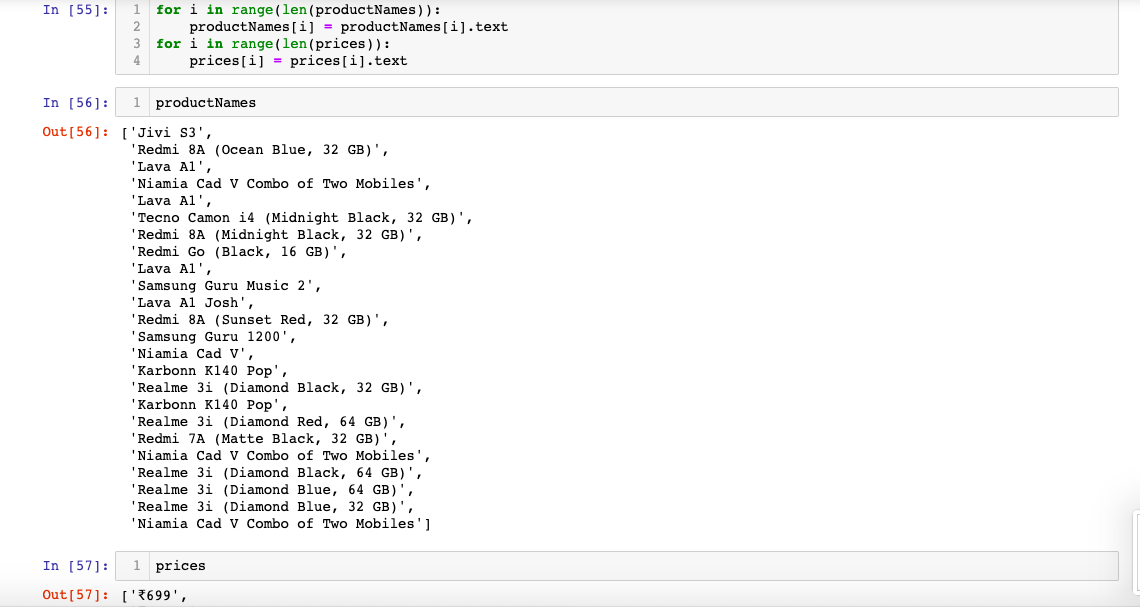 In [55]:
1 for i in range(len(productNames)):
2     productNames[i] = productNames[i].text
3 for i in range(len(prices)):
4     prices[i] = prices[i].text
In [56]: 1 productNames
Out[56]: ['Jivi S3',
'Redmi 8A (Ocean Blue, 32 GB)',
'Lava A1',
'Niamia Cad V Combo of Two Mobiles',
'Lava A1',
'Tecno Camon i4 (Midnight Black, 32 GB)',
'Redmi 8A (Midnight Black, 32 GB)',
'Redmi Go (Black, 16 GB)',
'Lava A1',
'Samsung Guru Music 2',
'Lava A1 Josh',
'Redmi 8A (Sunset Red, 32 GB)',
'Samsung Guru 1200',
'Niamia Cad V',
'Karbonn K140 Pop',
'Realme 3i (Diamond Black, 32 GB)',
'Karbonn K140 Pop',
'Realme 3i (Diamond Red, 64 GB)',
'Redmi 7A (Matte Black, 32 GB)',
'Niamia Cad V Combo of Two Mobiles',
'Realme 3i (Diamond Black, 64 GB)',
'Realme 3i (Diamond Blue, 64 GB)',
'Realme 3i (Diamond Blue, 32 GB)',
'Niamia Cad V Combo of Two Mobiles']
In [57]: 1 prices
Out[57]: ['₹699',